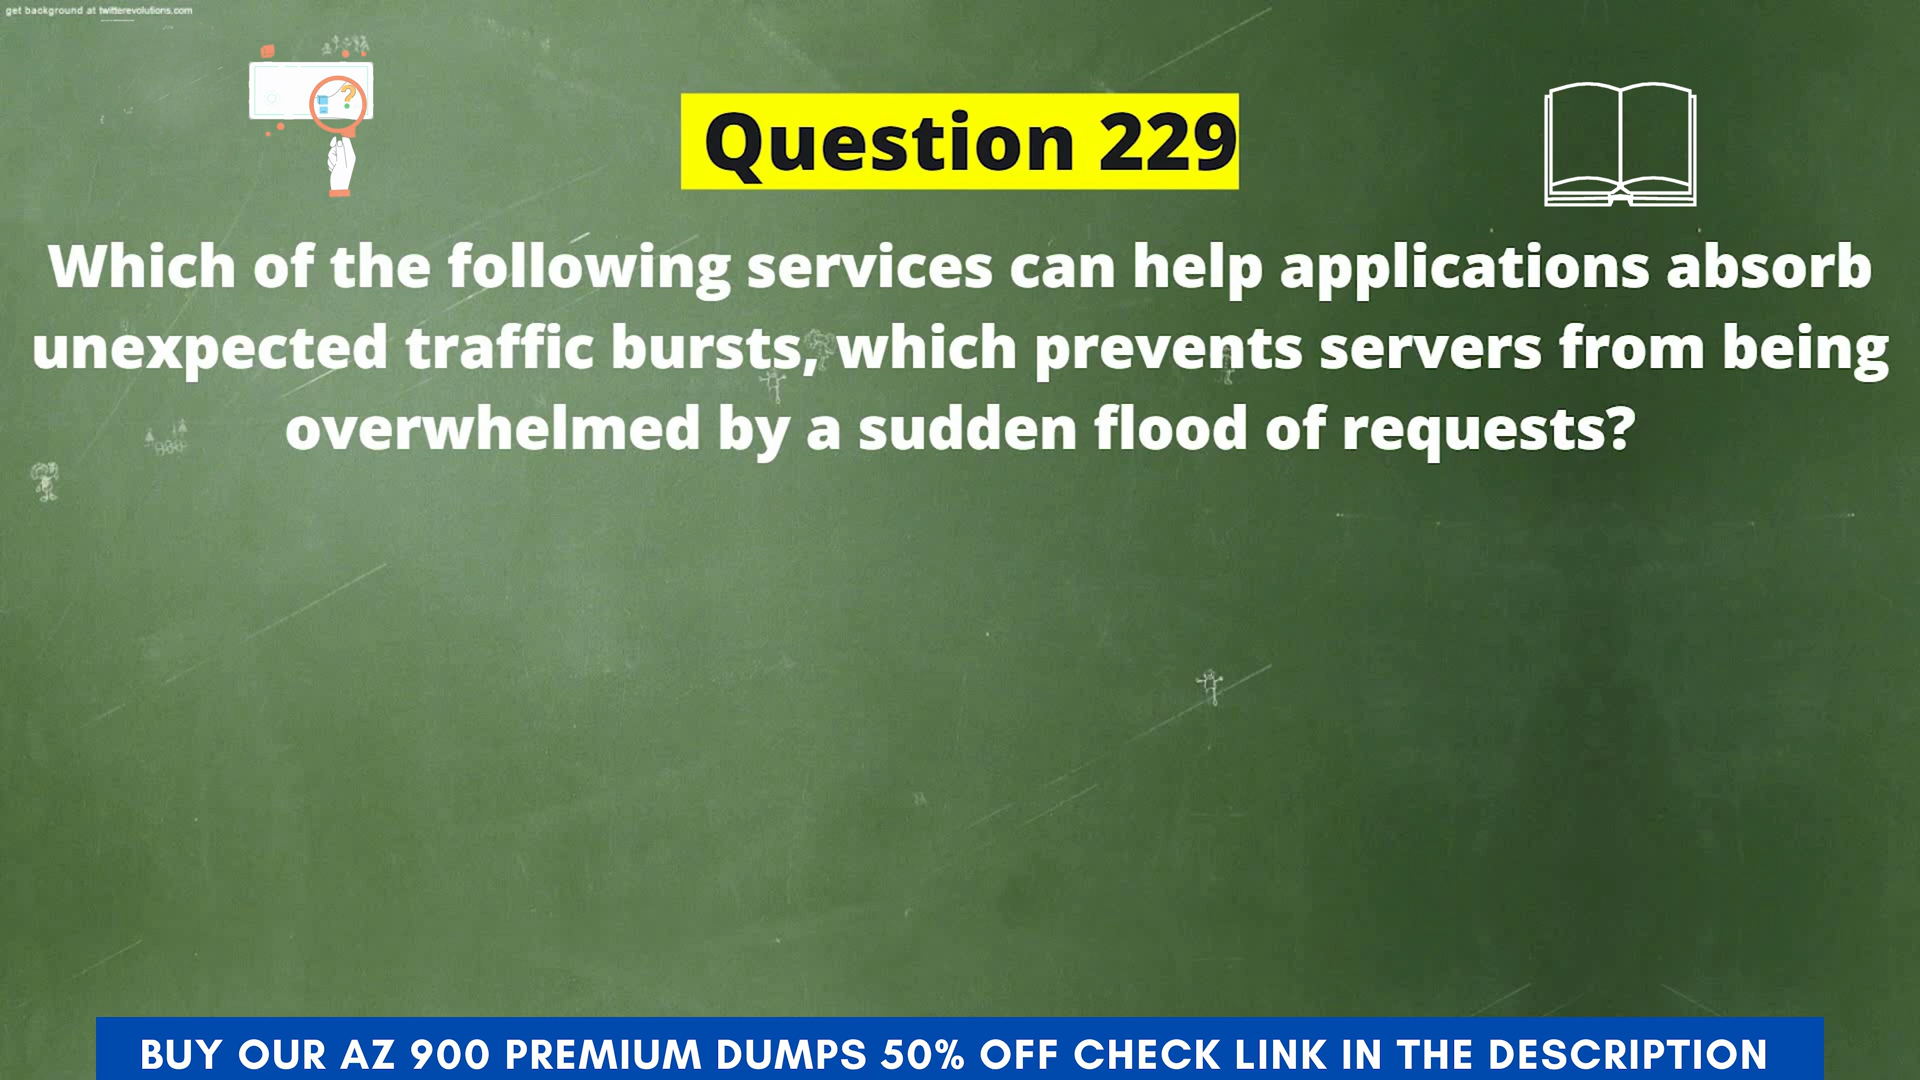 get background at twitterevolutions.com
Question 229
Which of the following services can help applications absorb
unexpected traffic bursts, which prevents servers from being
overwhelmed by a sudden flood of requests?
BUY OUR AZ 900 PREMIUM DUMPS 50% OFF CHECK LINK IN THE DESCRIPTION